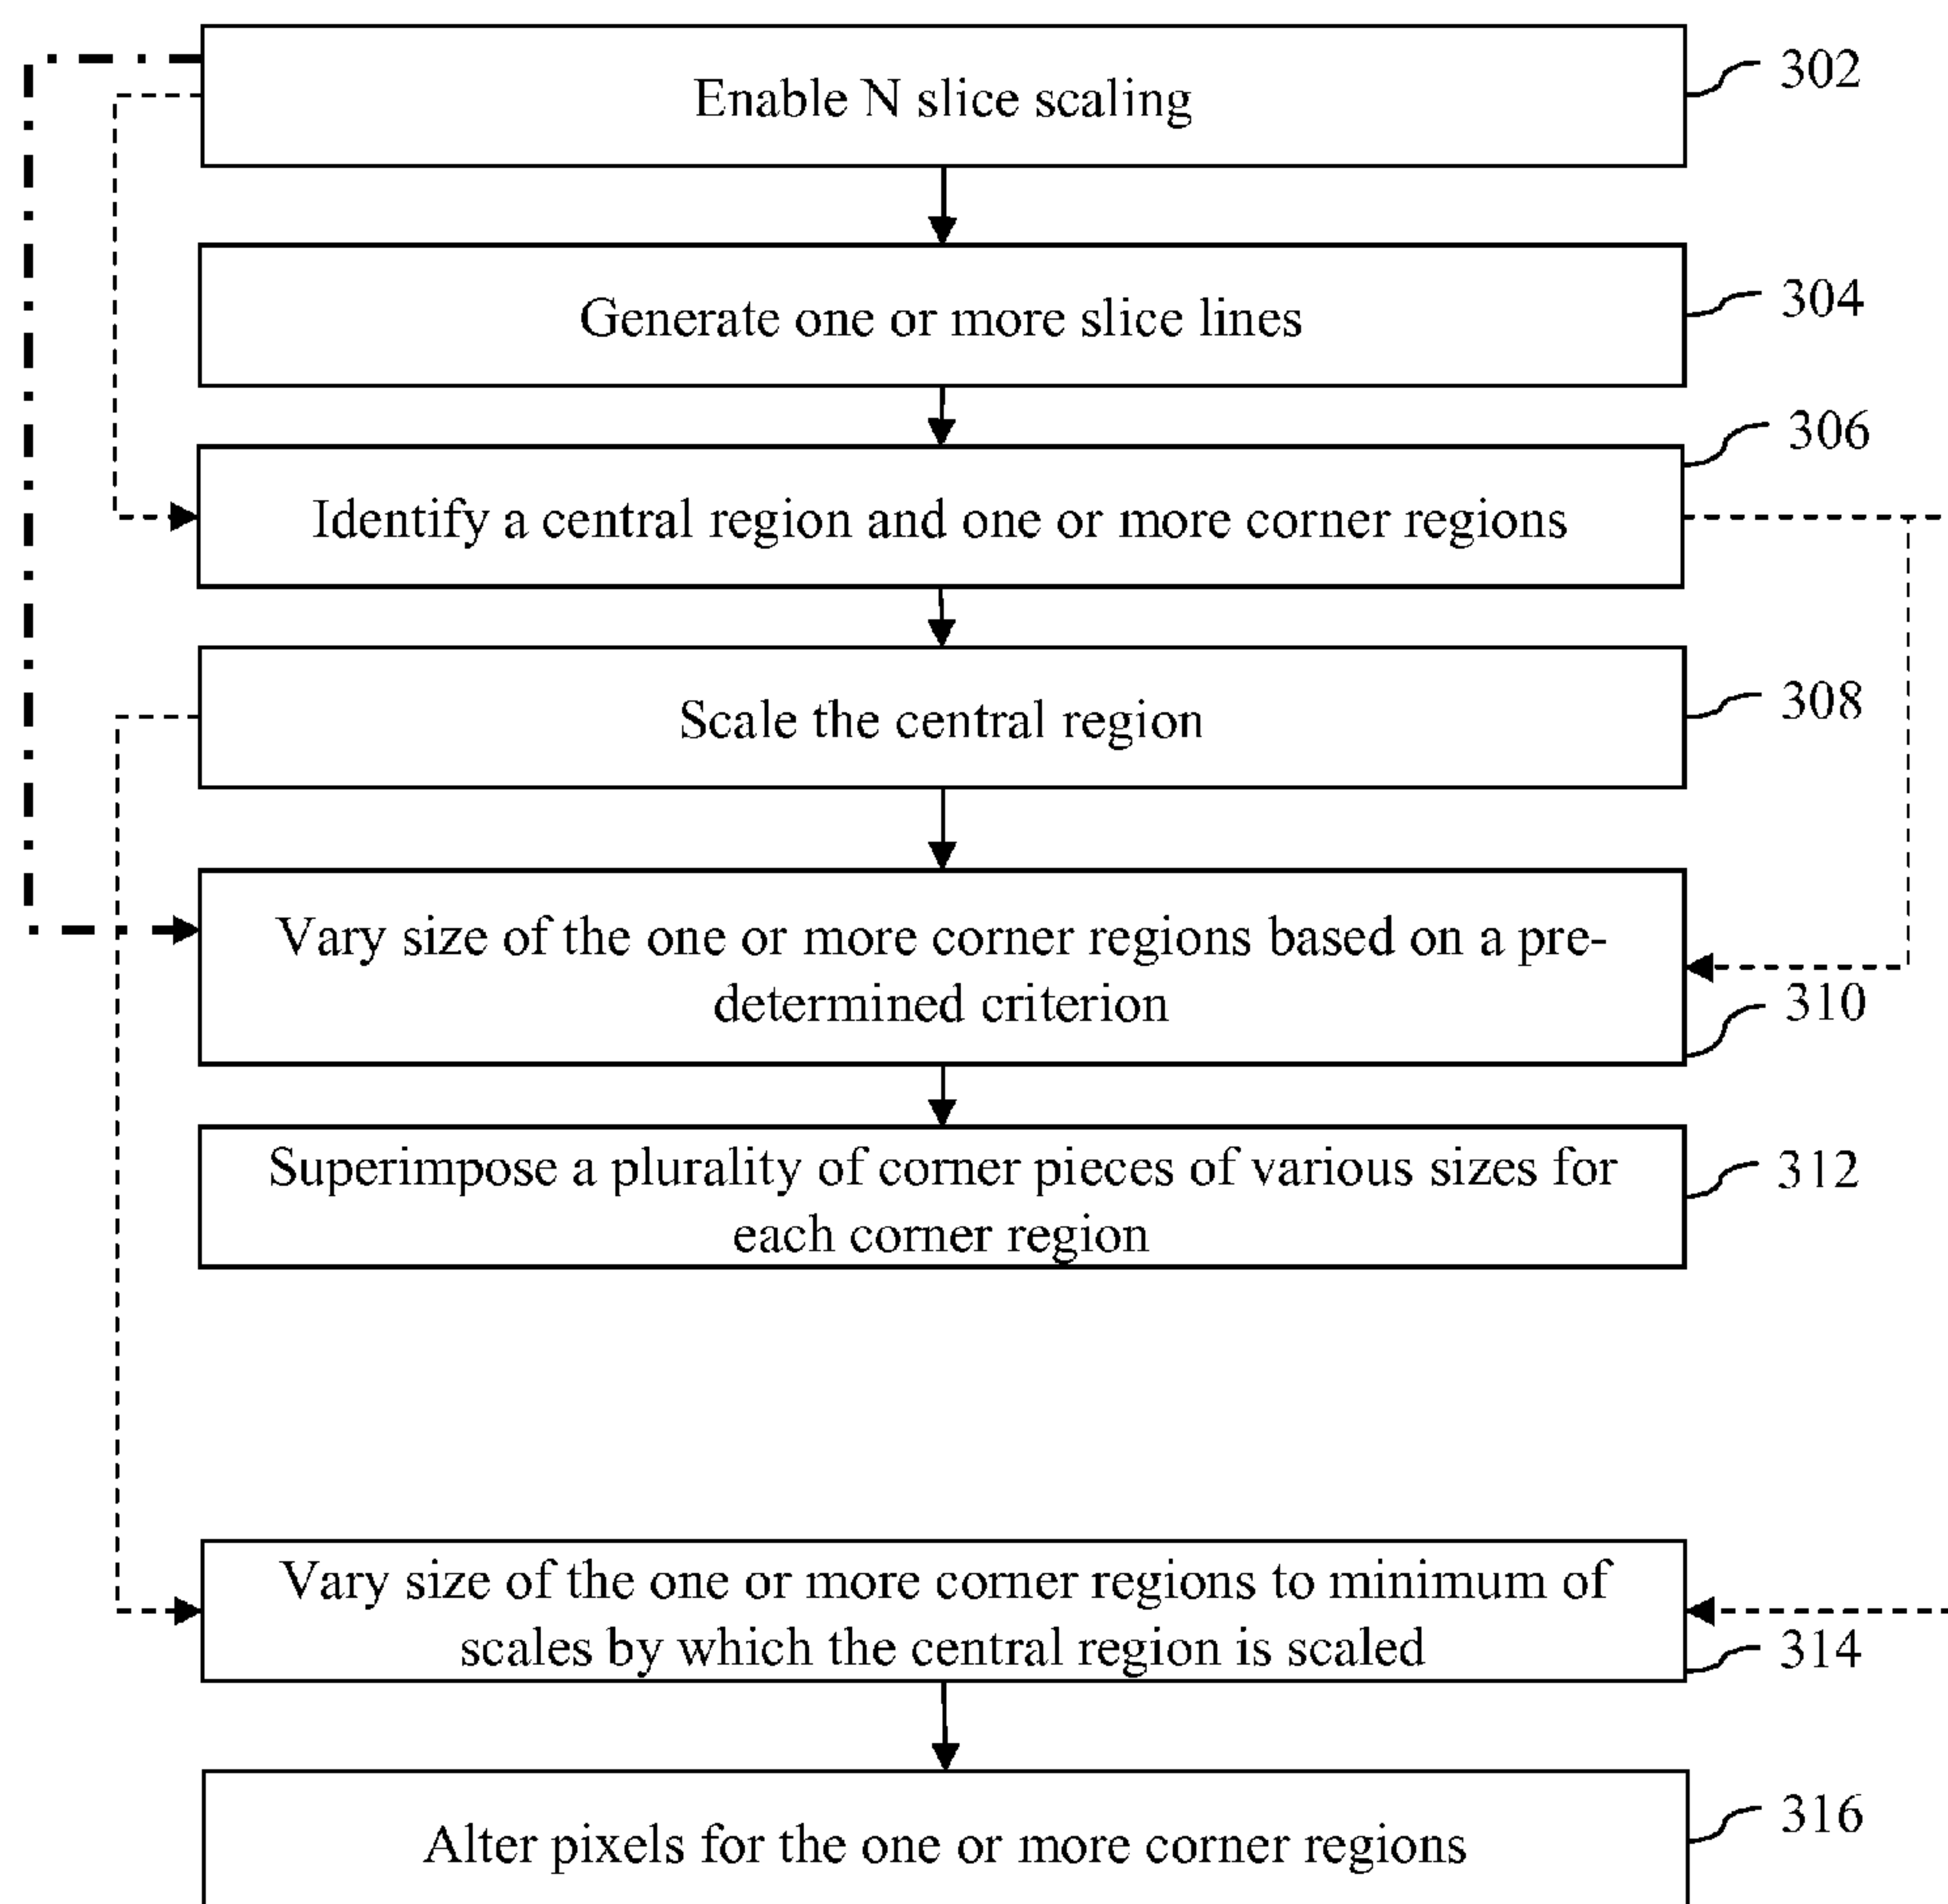 Enable N slice scaling
302
Generate one or more slice lines
304
306
Identify a central region and one or more corner regions
Scale the central region
308
Vary size of the one or more corner regions based on a pre-
determined criterion
310
Superimpose a plurality of corner pieces of various sizes for
each corner region
312
Vary size of the one or more corner regions to minimum of
scales by which the central region is scaled
314
Alter pixels for the one or more corner regions
316